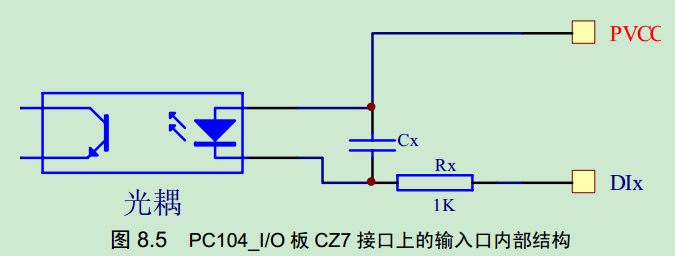 PVCC
Cx
Rx
DIx
1K
光耦
图 8.5 PC104_I/O 板 CZ7 接口上的输入口内部结构